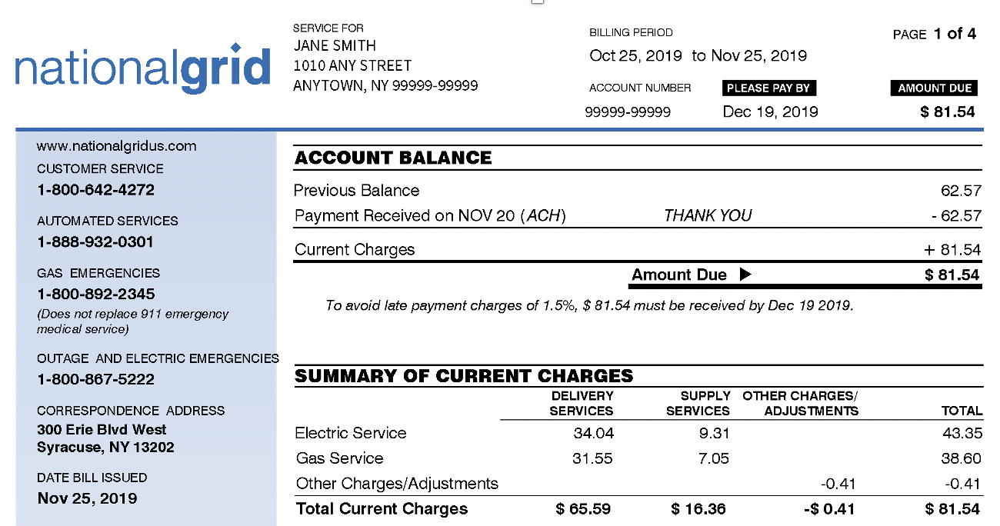 nationalgrid
SERVICE FOR
JANE SMITH
1010 ANY STREET
ANYTOWN, NY 99999-99999
BILLING PERIOD
Oct 25, 2019 to Nov 25, 2019
PAGE 1 of 4
ACCOUNT NUMBER PLEASE PAY BY AMOUNT DUE
99999-99999 Dec 19, 2019 $ 81.54
www.nationalgridus.com
CUSTOMER SERVICE
1-800-642-4272
AUTOMATED SERVICES
1-888-932-0301
GAS EMERGENCIES
1-800-892-2345
(Does not replace 911 emergency
medical service)
OUTAGE AND ELECTRIC EMERGENCIES
1-800-867-5222
CORRESPONDENCE ADDRESS
300 Erie Blvd West
Syracuse, NY 13202
DATE BILL ISSUED
Nov 25, 2019
ACCOUNT BALANCE
Previous Balance 62.57
Payment Received on NOV 20 (ACH) THANK YOU - 62.57
Current Charges + 81.54
Amount Due ▶ $ 81.54
To avoid late payment charges of 1.5%, $ 81.54 must be received by Dec 19 2019.
SUMMARY OF CURRENT CHARGES
DELIVERY SUPPLY OTHER CHARGES/
SERVICES SERVICES ADJUSTMENTS TOTAL
Electric Service 34.04 9.31 43.35
Gas Service 31.55 7.05 38.60
Other Charges/Adjustments -0.41 -0.41
Total Current Charges $ 65.59 $ 16.36 -$ 0.41 $ 81.54